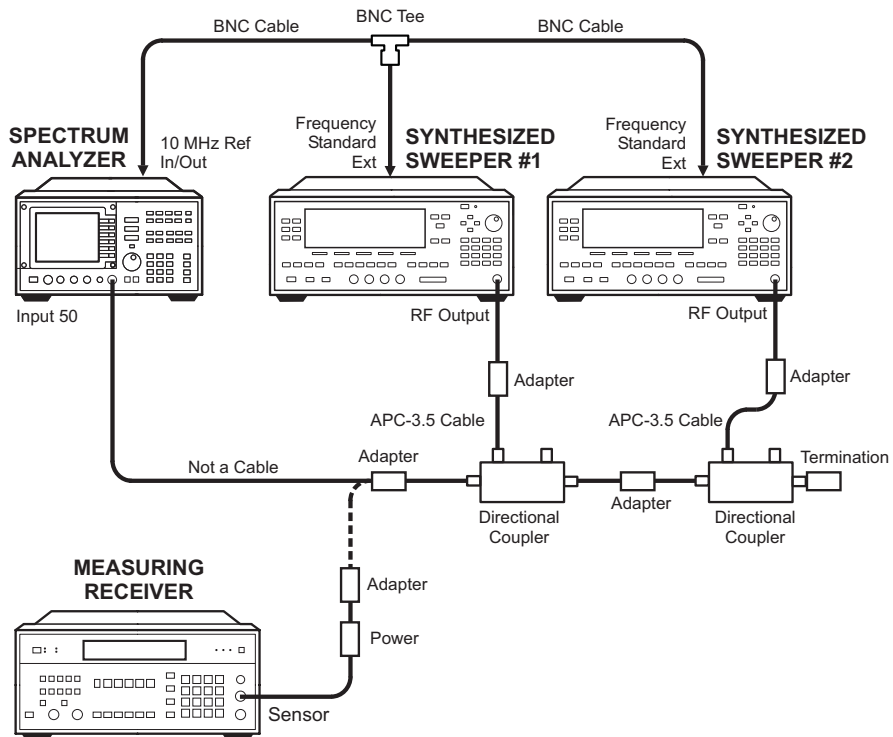 BNC Cable
BNC Tee
BNC Cable
SPECTRUM
ANALYZER
10 MHz Ref
In/Out
Frequency
Standard
Ext
SYNTHESIZED
SWEEPER #1
Frequency
Standard
Ext
SYNTHESIZED
SWEEPER #2
Input 50
RF Output
RF Output
Adapter
Adapter
APC-3.5 Cable
APC-3.5 Cable
Not a Cable
Adapter
Termination
Adapter
Directional
Coupler
Directional
Coupler
MEASURING
RECEIVER
Adapter
Power
Sensor